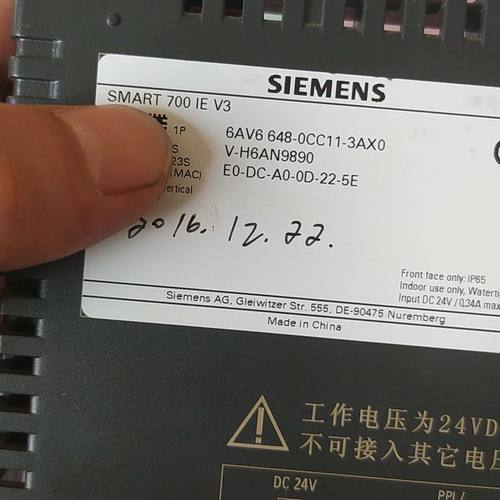 SIEMENS
SMART 700 IE V3
1P 6AV6 648-0CC11-3AX0
S V-H6AN9890
23S E0-DC-A0-0D-22-5E
(MAC)
ertical
2016.12.22.
Front face only: IP65
Indoor use only, Waterti
Input DC 24V / 0,34A max
Siemens AG, Gleiwitzer Str. 555, DE-90475 Nuremberg
Made in China
工作电压为24VD
不可接入其它电压
DC 24V
PPI /